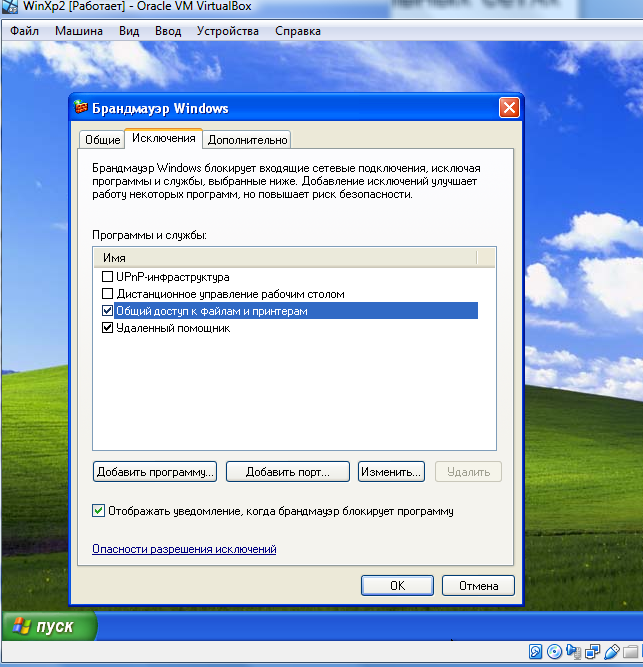 WinXp2 [Работает] - Oracle VM VirtualBox
Файл Машина Вид Ввод Устройства Справка
Брандмауэр Windows
Общие Исключения Дополнительно
Брандмауэр Windows блокирует входящие сетевые подключения, исключая
программы и службы, выбранные ниже. Добавление исключений улучшает
работу некоторых программ, но повышает риск безопасности.
Программы и службы:
Имя
UPnP-инфраструктура
Дистанционное управление рабочим столом
Общий доступ к файлам и принтерам
Удаленный помощник
Добавить программу... Добавить порт... Изменить... Удалить
Отображать уведомление, когда брандмауэр блокирует программу
Опасности разрешения исключений
OK Отмена
пуск